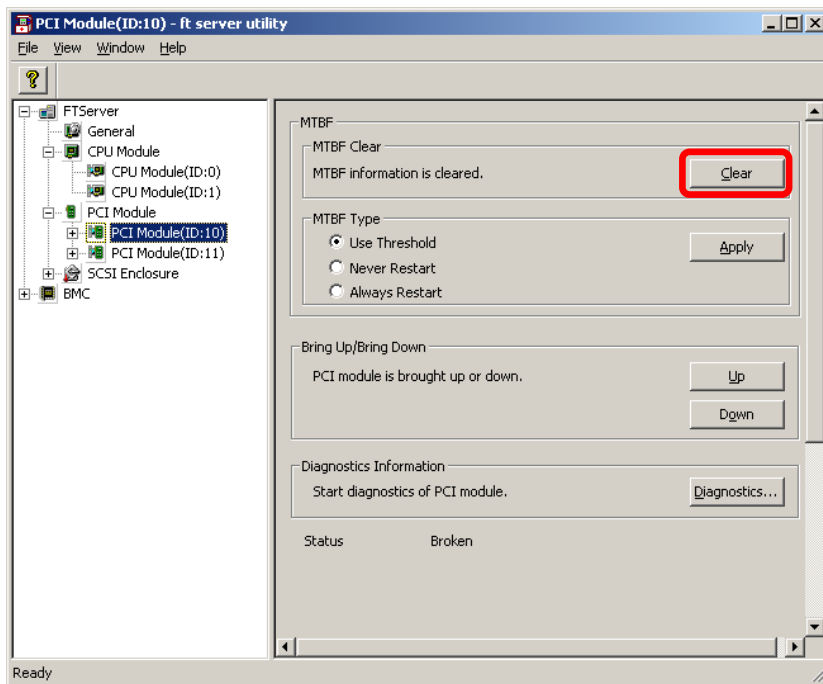 PCI Module(ID:10) - ft server utility
File View Window Help
FTServer
General
CPU Module
CPU Module(ID:0)
CPU Module(ID:1)
PCI Module
PCI Module(ID:10)
PCI Module(ID:11)
SCSI Enclosure
BMC
MTBF
MTBF Clear
MTBF information is cleared.
Clear
MTBF Type
Use Threshold
Never Restart
Always Restart
Apply
Bring Up/Bring Down
PCI module is brought up or down.
Up
Down
Diagnostics Information
Start diagnostics of PCI module.
Diagnostics...
Status Broken
Ready